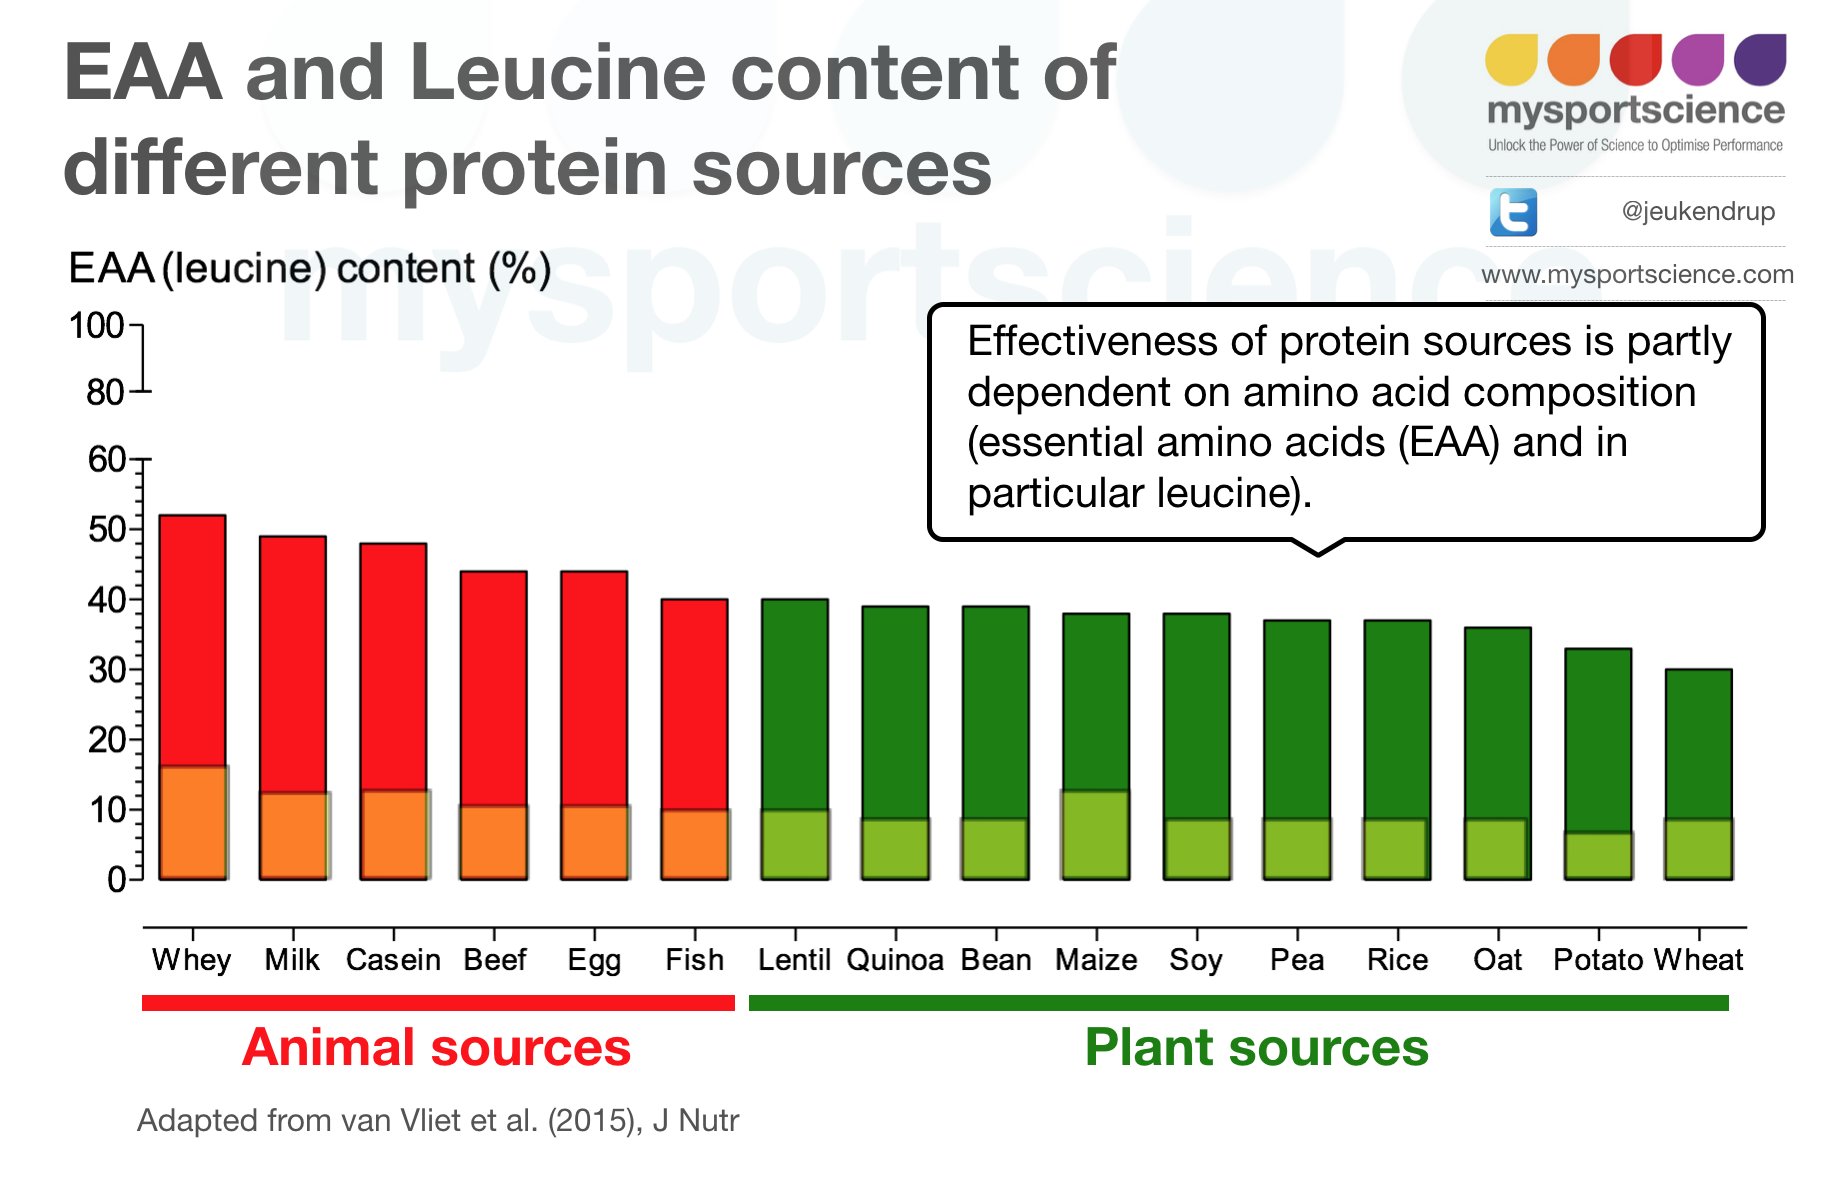 EAA and Leucine content of
different protein sources
mysportscience
Unlock the Power of Science to Optimise Performance
@jeukendrup
www.mysportscience.com
mysportscience
EAA (leucine) content (%)
Effectiveness of protein sources is partly
dependent on amino acid composition
(essential amino acids (EAA) and in
particular leucine).
100
80
60
50
40
30
20
10
0
Whey Milk Casein Beef Egg Fish Lentil Quinoa Bean Maize Soy Pea Rice Oat Potato Wheat
Animal sources Plant sources
Adapted from van Vliet et al. (2015), J Nutr